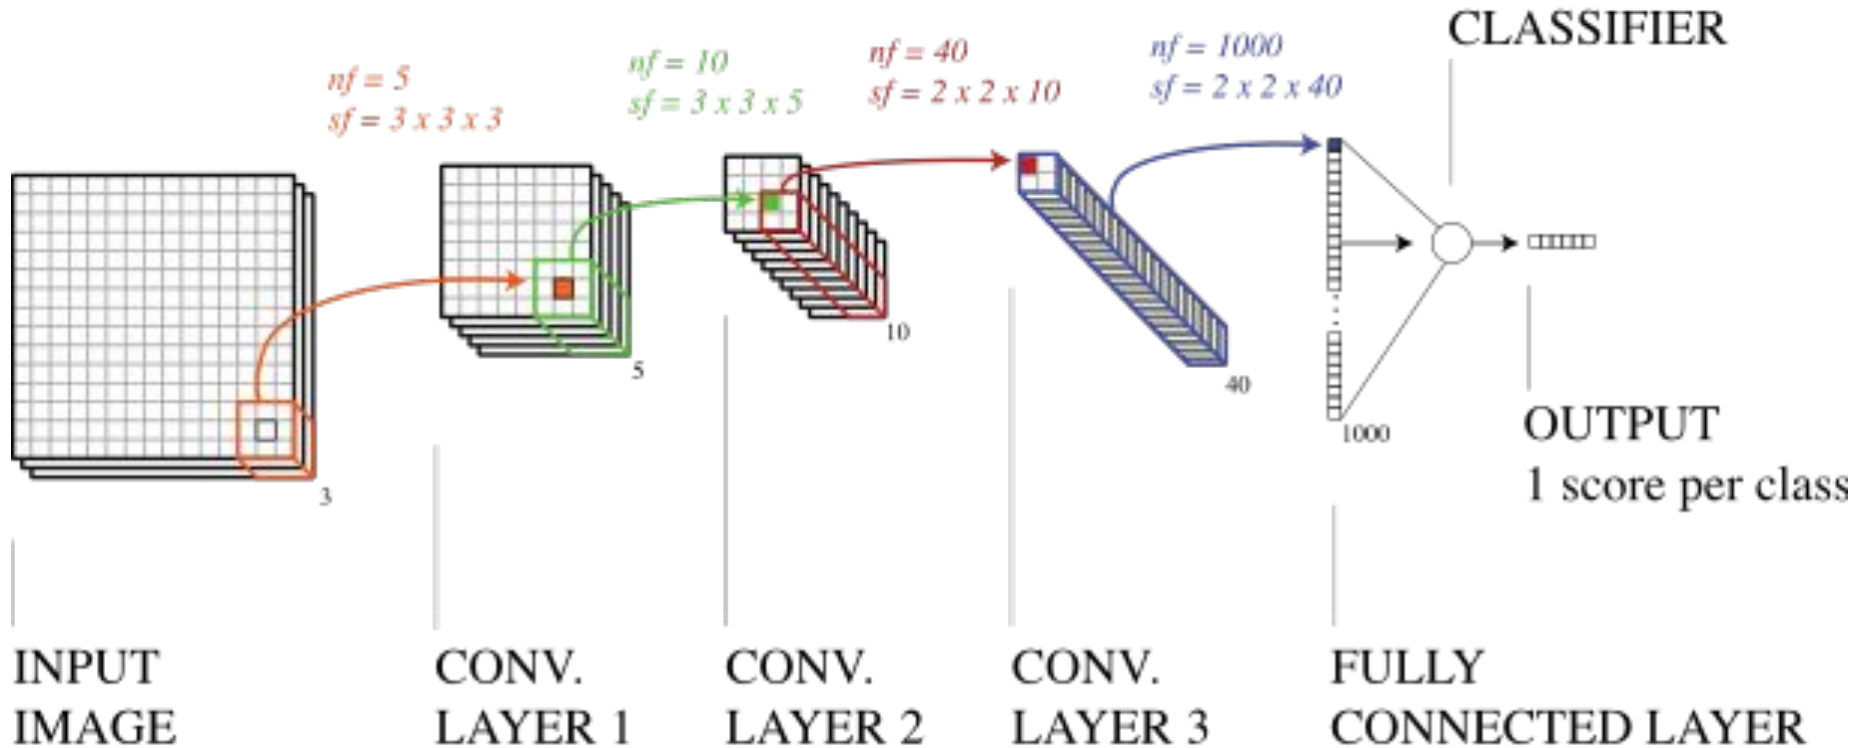 nf = 5
sf = 3 x 3 x 3
nf = 10
sf = 3 x 3 x 5
nf = 40
sf = 2 x 2 x 10
nf = 1000
sf = 2 x 2 x 40
CLASSIFIER
3
5
10
40
1000
OUTPUT
1 score per class
INPUT
IMAGE
CONV.
LAYER 1
CONV.
LAYER 2
CONV.
LAYER 3
FULLY
CONNECTED LAYER